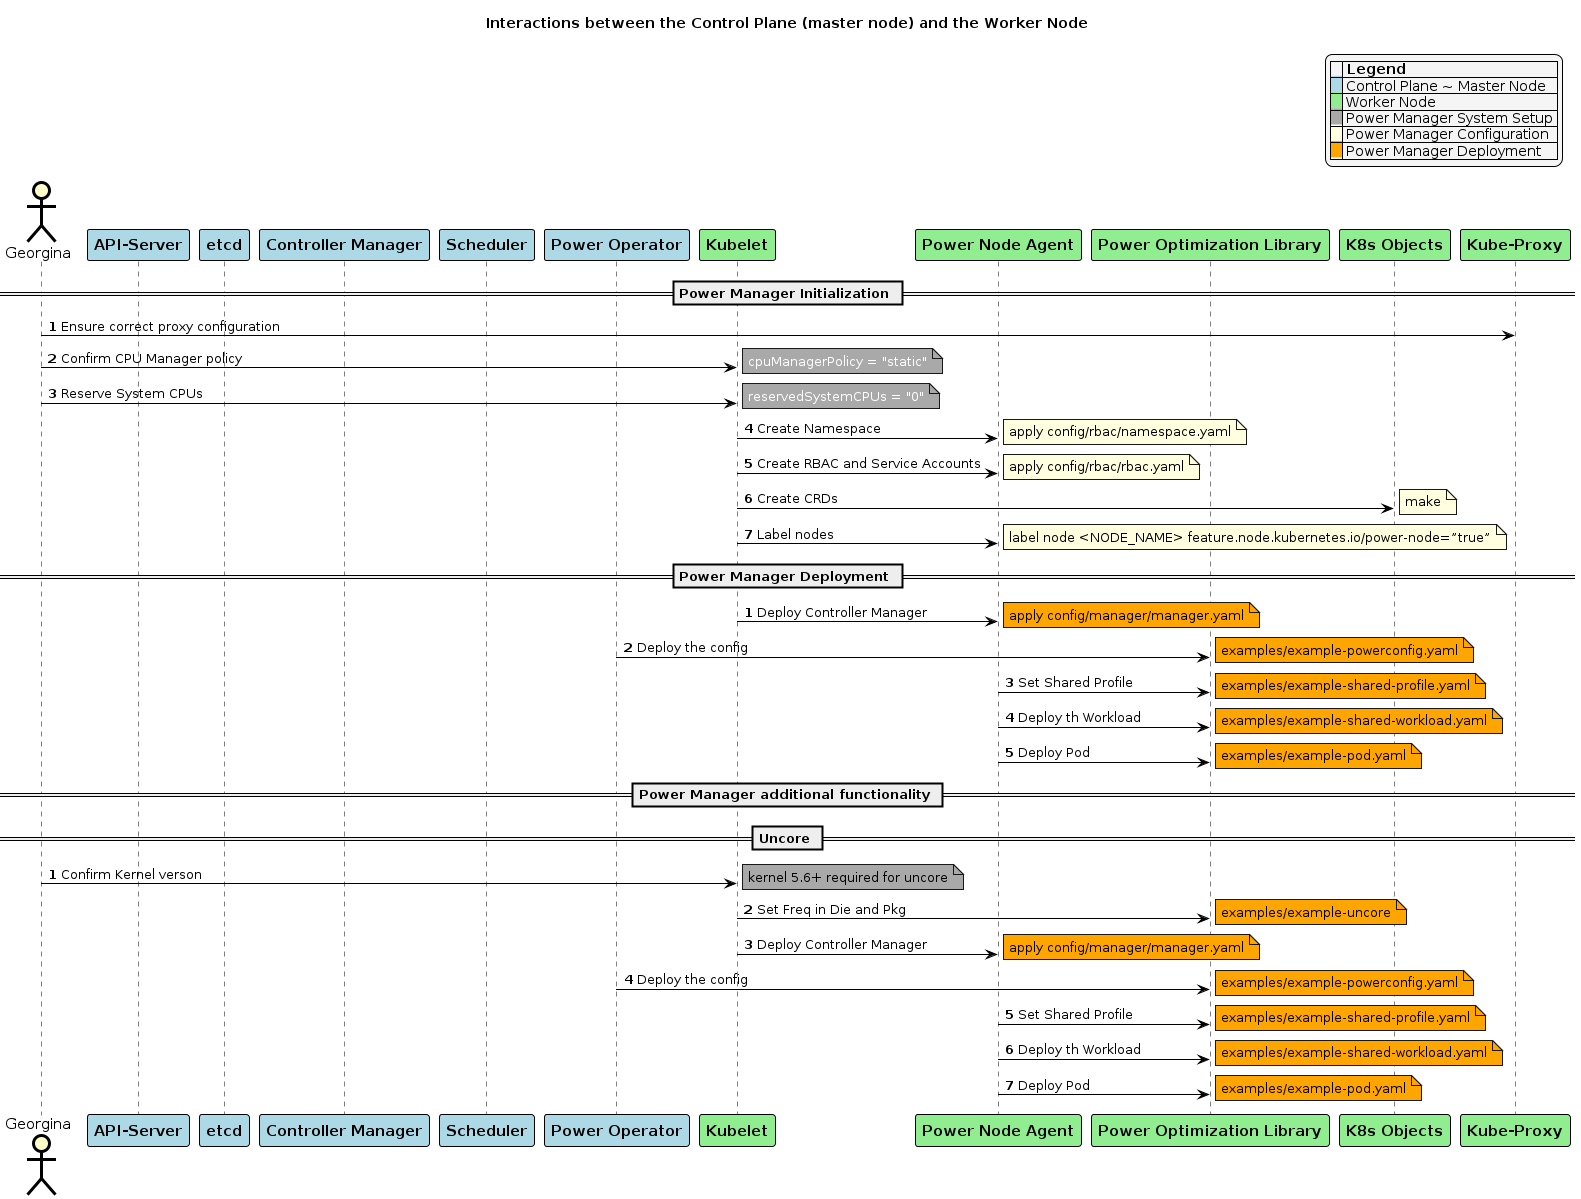 Interactions between the Control Plane (master node) and the Worker Node
Legend
Control Plane ~ Master Node
Worker Node
Power Manager System Setup
Power Manager Configuration
Power Manager Deployment
Georgina
API-Server
etcd
Controller Manager
Scheduler
Power Operator
Kubelet
Power Node Agent
Power Optimization Library
K8s Objects
Kube-Proxy
Power Manager Initialization
1 Ensure correct proxy configuration
2 Confirm CPU Manager policy
cpuManagerPolicy = "static"
3 Reserve System CPUs
reservedSystemCPUs = "0"
4 Create Namespace
apply config/rbac/namespace.yaml
5 Create RBAC and Service Accounts
apply config/rbac/rbac.yaml
6 Create CRDs
make
7 Label nodes
label node <NODE_NAME> feature.node.kubernetes.io/power-node=”true”
Power Manager Deployment
1 Deploy Controller Manager
apply config/manager/manager.yaml
2 Deploy the config
examples/example-powerconfig.yaml
3 Set Shared Profile
examples/example-shared-profile.yaml
4 Deploy th Workload
examples/example-shared-workload.yaml
5 Deploy Pod
examples/example-pod.yaml
Power Manager additional functionality
Uncore
1 Confirm Kernel verson
kernel 5.6+ required for uncore
2 Set Freq in Die and Pkg
examples/example-uncore
3 Deploy Controller Manager
apply config/manager/manager.yaml
4 Deploy the config
examples/example-powerconfig.yaml
5 Set Shared Profile
examples/example-shared-profile.yaml
6 Deploy th Workload
examples/example-shared-workload.yaml
7 Deploy Pod
examples/example-pod.yaml
Georgina
API-Server
etcd
Controller Manager
Scheduler
Power Operator
Kubelet
Power Node Agent
Power Optimization Library
K8s Objects
Kube-Proxy